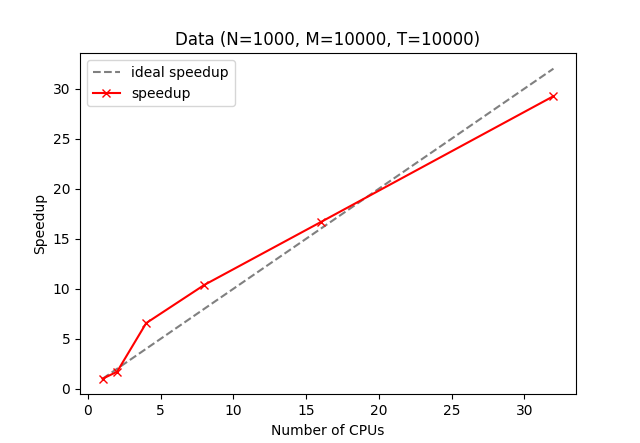 Data (N=1000, M=10000, T=10000)
ideal speedup
speedup
30
25
20
15
10
5
0
Speedup
0 5 10 15 20 25 30
Number of CPUs